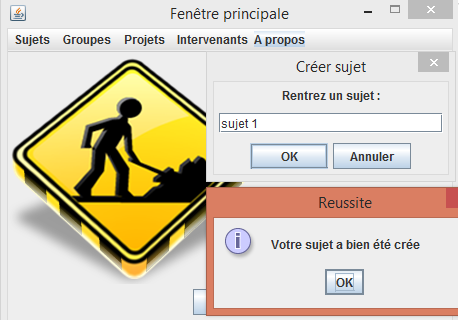 Fenêtre principale
Sujets Groupes Projets Intervenants A propos
Créer sujet
Rentrez un sujet :
sujet 1
OK Annuler
Reussite
Votre sujet a bien été crée
OK